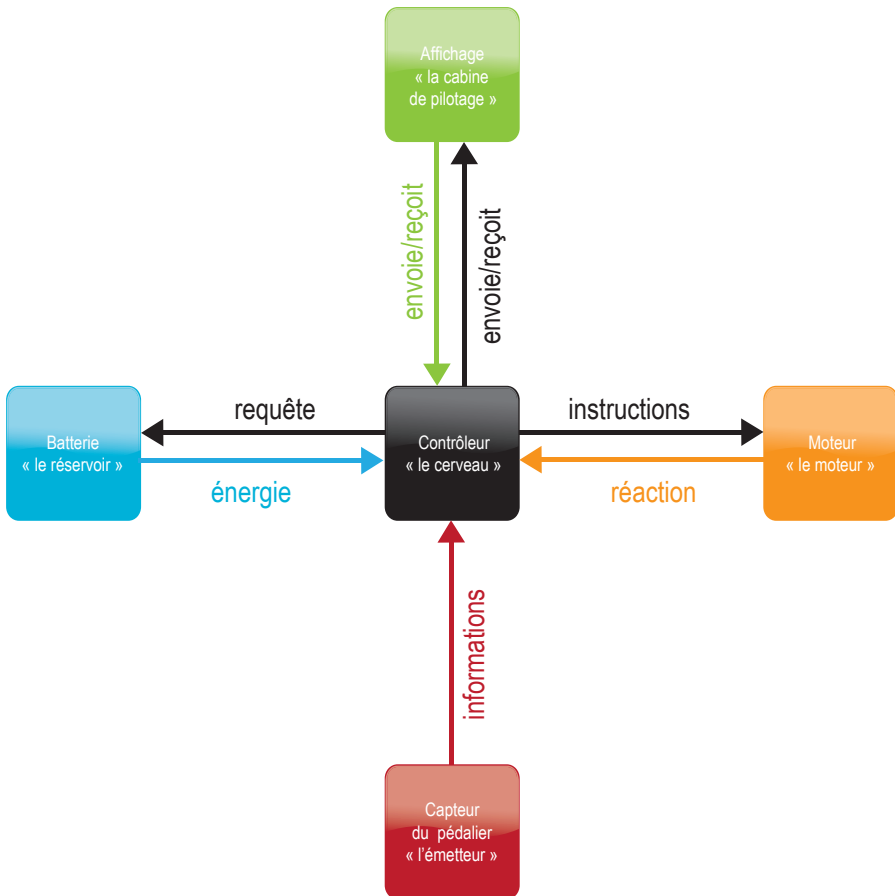 Affichage
« la cabine
de pilotage »
envoie/reçoit
envoie/reçoit
requête
instructions
Batterie
« le réservoir »
Contrôleur
« le cerveau »
Moteur
« le moteur »
énergie
réaction
informations
Capteur
du pédalier
« l’émetteur »